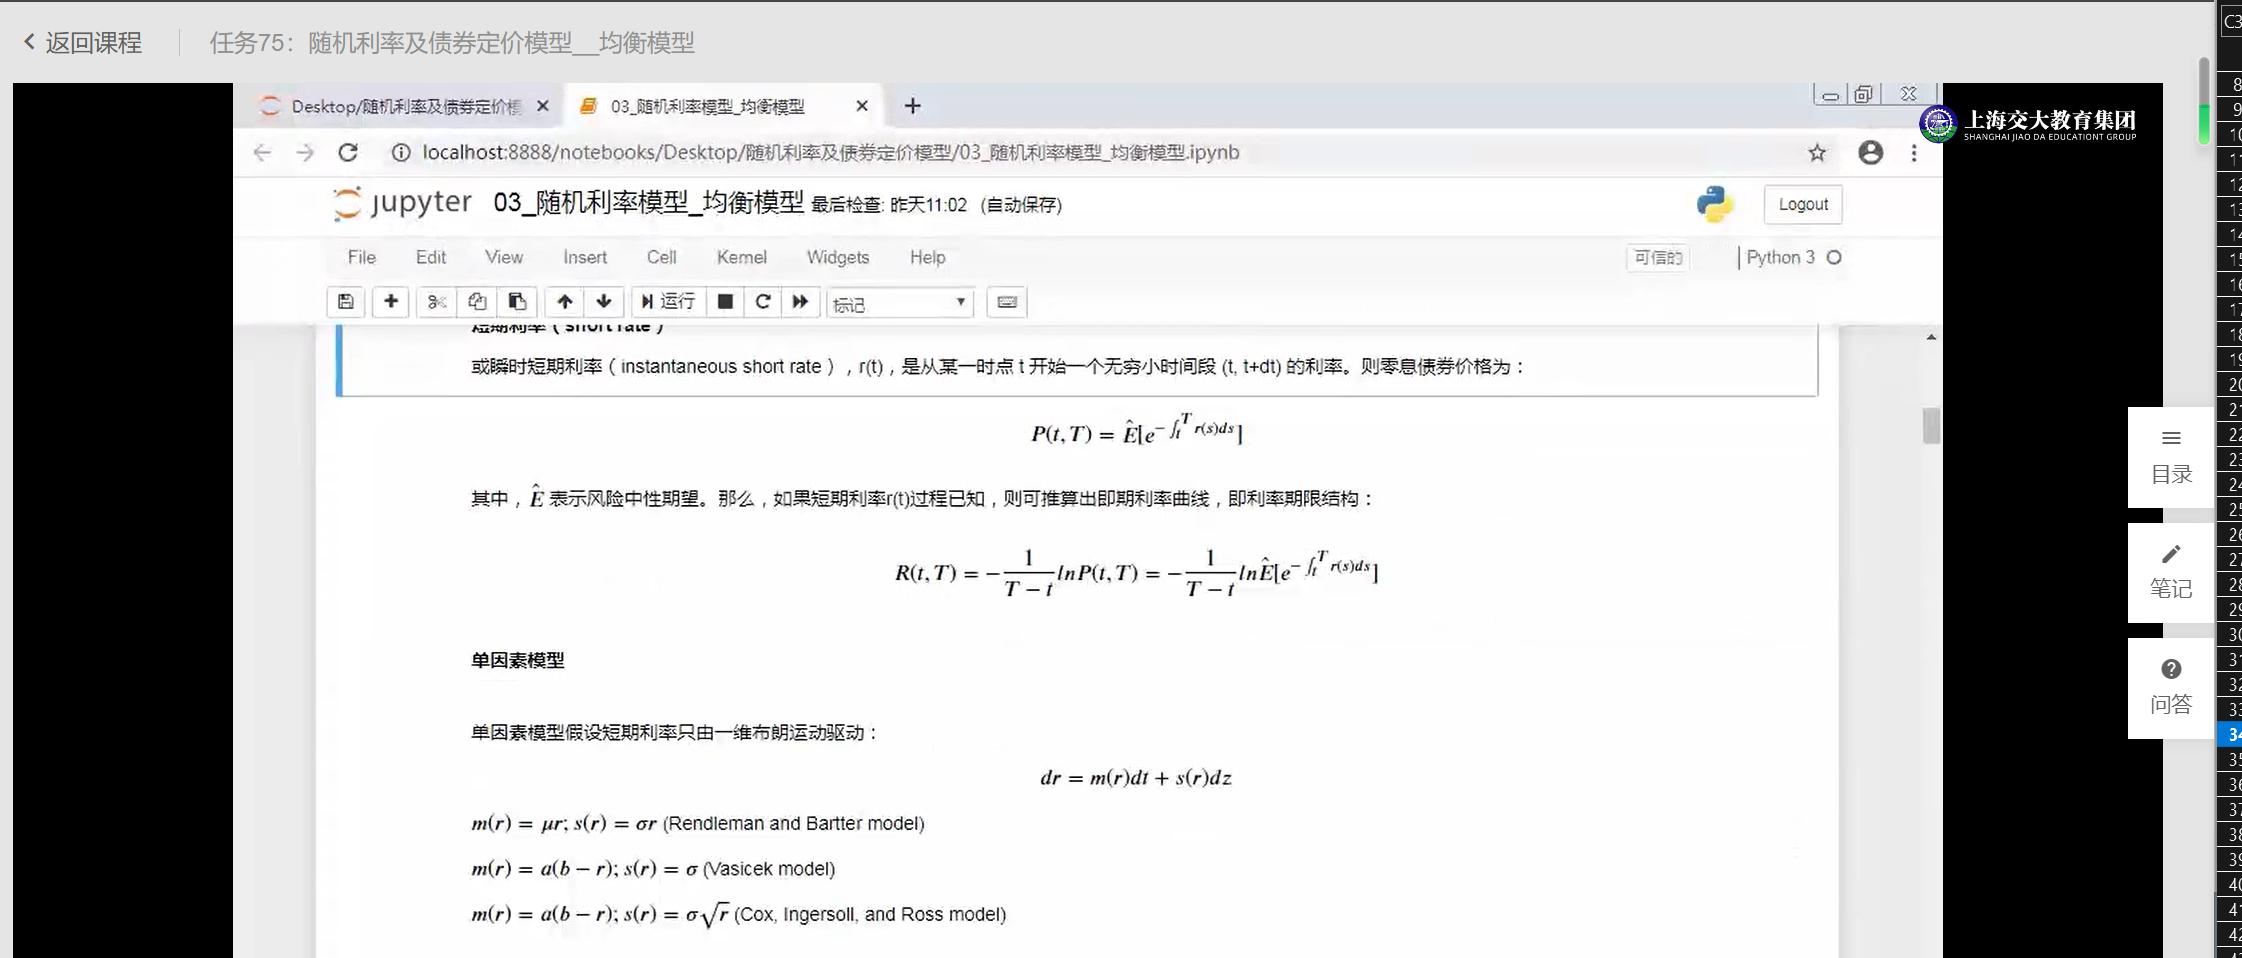 返回课程
任务75：随机利率及债券定价模型__均衡模型
Desktop/随机利率及债券定价模
03_随机利率模型_均衡模型
上海交大教育集团
SHANGHAI JIAO DA EDUCATIONT GROUP
localhost:8888/notebooks/Desktop/随机利率及债券定价模型/03_随机利率模型_均衡模型.ipynb
jupyter 03_随机利率模型_均衡模型 最后检查: 昨天11:02 (自动保存)
Logout
File Edit View Insert Cell Kernel Widgets Help
可信的
Python 3
运行
标记
短期利率（short rate）
或瞬时短期利率（instantaneous short rate），r(t)，是从某一时点 t 开始一个无穷小时间段 (t, t+dt) 的利率。则零息债券价格为：
P(t, T) = Ê[e^{−∫_t^T r(s)ds}]
其中，Ê 表示风险中性期望。那么，如果短期利率r(t)过程已知，则可推算出即期利率曲线，即利率期限结构：
R(t, T) = −\frac{1}{T − t} lnP(t, T) = −\frac{1}{T − t} lnÊ[e^{−∫_t^T r(s)ds}]
单因素模型
单因素模型假设短期利率只由一维布朗运动驱动：
dr = m(r)dt + s(r)dz
m(r) = μr; s(r) = σr (Rendleman and Bartter model)
m(r) = a(b − r); s(r) = σ (Vasicek model)
m(r) = a(b − r); s(r) = σ√r (Cox, Ingersoll, and Ross model)
目录
笔记
问答